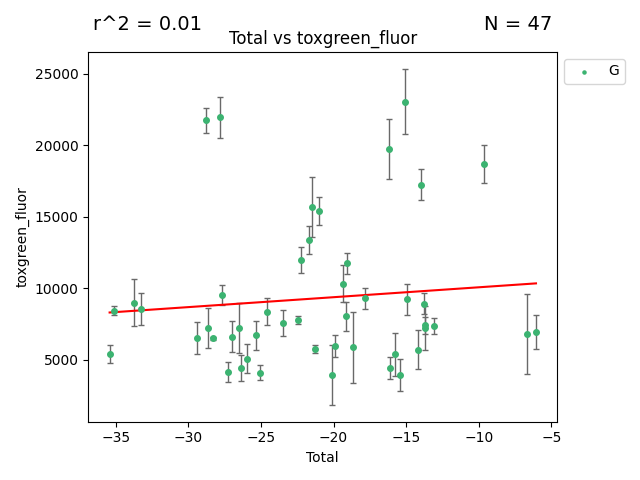 r^2 = 0.01
N = 47
Total vs toxgreen_fluor
G
25000
20000
15000
10000
5000
toxgreen_fluor
−35
−30
−25
−20
−15
−10
−5
Total